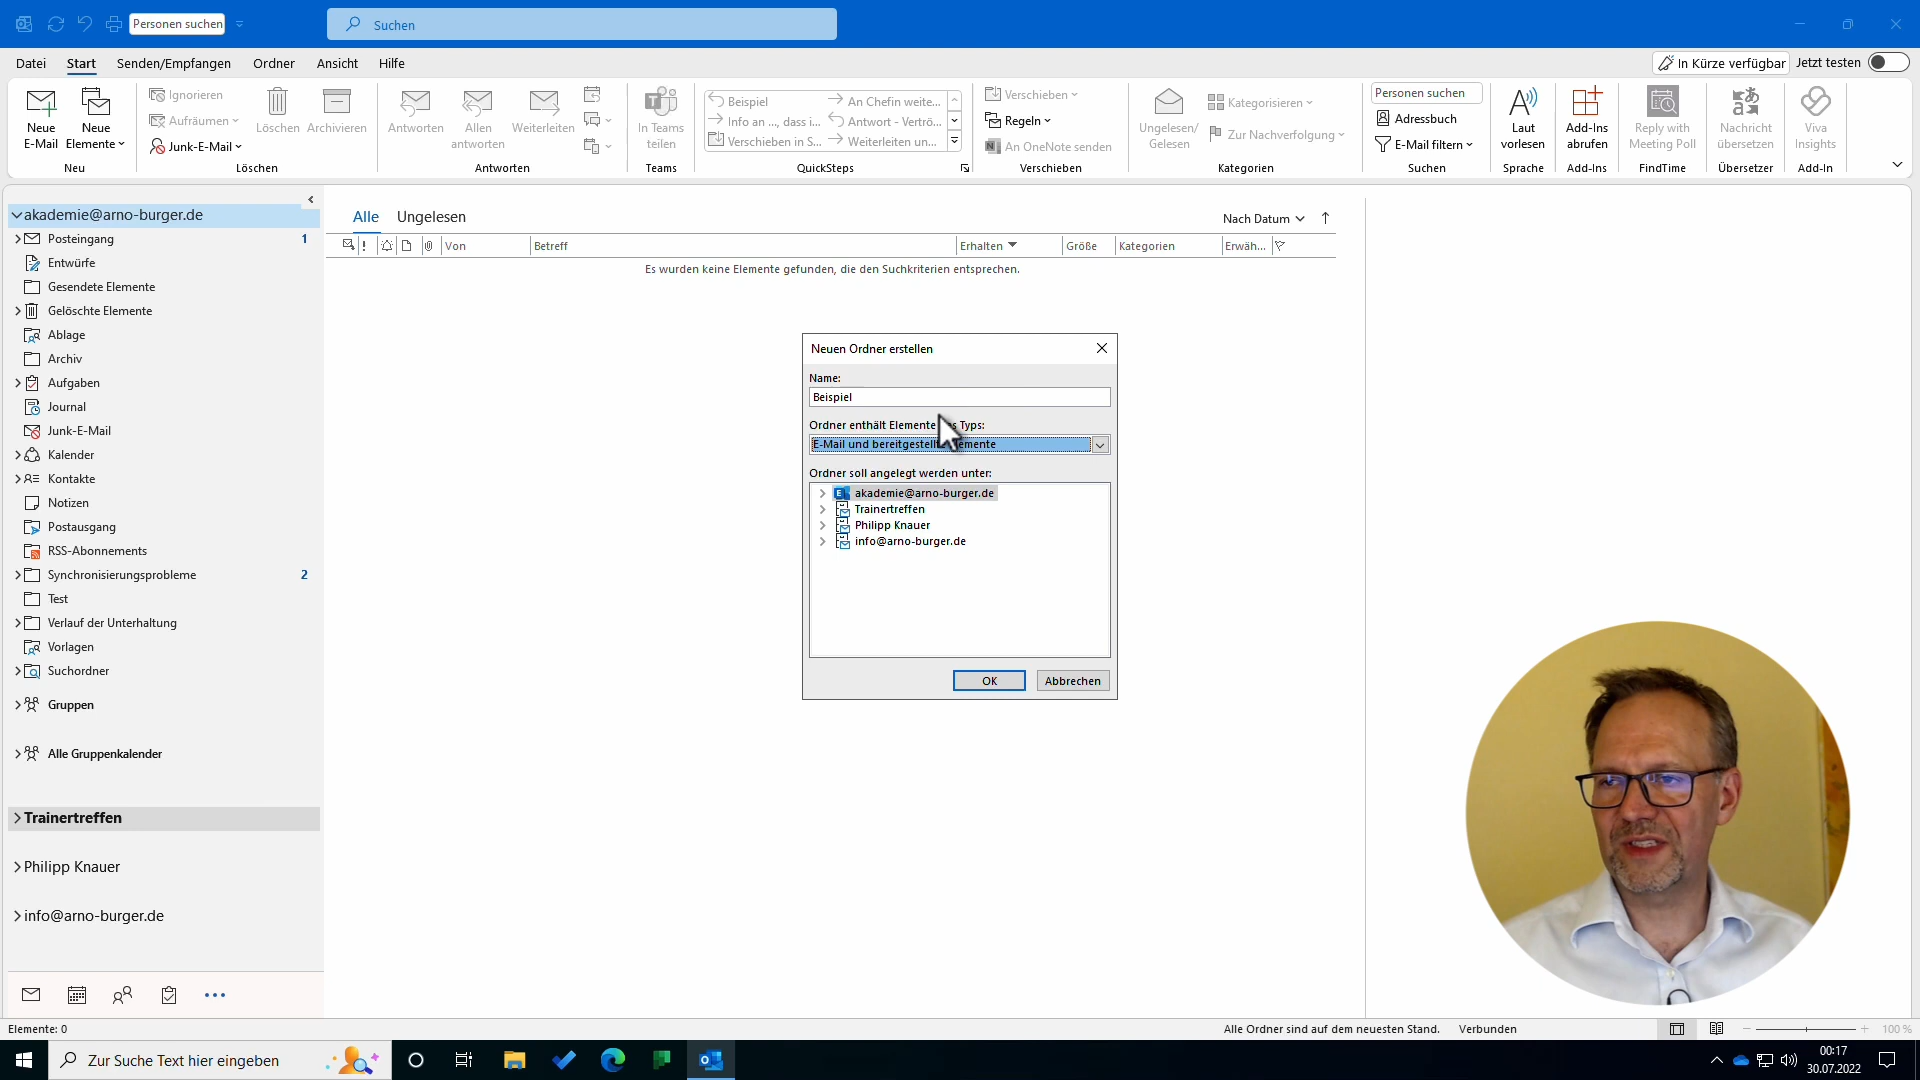 Personen suchen
Suchen
Datei Start Senden/Empfangen Ordner Ansicht Hilfe
In Kürze verfügbar Jetzt testen
Neue E-Mail
Neue Elemente
Neu
Ignorieren
Aufräumen
Junk-E-Mail
Löschen
Archivieren
Löschen
Antworten
Allen antworten
Weiterleiten
Antworten
In Teams teilen
Teams
Beispiel
Info an ..., dass i...
Verschieben in S...
An Chefin weite...
Antwort - Vertrö...
Weiterleiten un...
QuickSteps
Verschieben
Regeln
An OneNote senden
Verschieben
Ungelesen/ Gelesen
Kategorisieren
Zur Nachverfolgung
Kategorien
Personen suchen
Adressbuch
E-Mail filtern
Suchen
Laut vorlesen
Sprache
Add-Ins abrufen
Add-Ins
Reply with Meeting Poll
FindTime
Nachricht übersetzen
Übersetzer
Viva Insights
Add-In
akademie@arno-burger.de
Posteingang 1
Entwürfe
Gesendete Elemente
Gelöschte Elemente
Ablage
Archiv
Aufgaben
Journal
Junk-E-Mail
Kalender
Kontakte
Notizen
Postausgang
RSS-Abonnements
Synchronisierungsprobleme 2
Test
Verlauf der Unterhaltung
Vorlagen
Suchordner
Gruppen
Alle Gruppenkalender
Trainertreffen
Philipp Knauer
info@arno-burger.de
Alle Ungelesen
Nach Datum
Von Betreff Erhalten Größe Kategorien Erwäh...
Es wurden keine Elemente gefunden, die den Suchkriterien entsprechen.
Neuen Ordner erstellen
Name:
Beispiel
Ordner enthält Elemente Typs:
E-Mail und bereitgestellte
Ordner soll angelegt werden unter:
akademie@arno-burger.de
Trainertreffen
Philipp Knauer
info@arno-burger.de
OK Abbrechen
Elemente: 0
Alle Ordner sind auf dem neuesten Stand. Verbunden
100 %
Zur Suche Text hier eingeben
00:17
30.07.2022